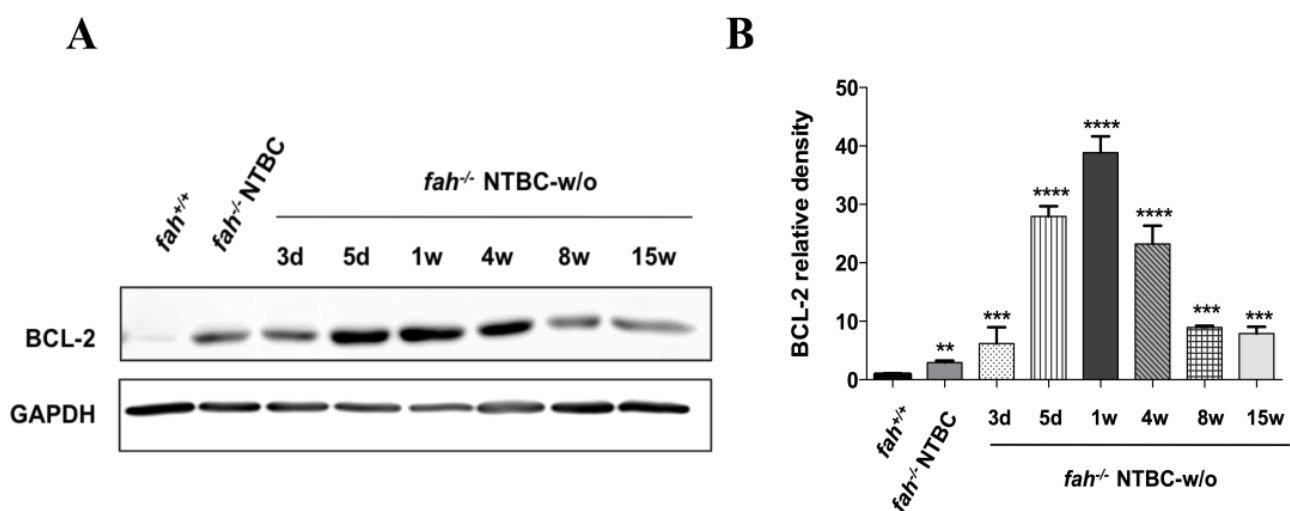 A
fah+/+
fah-/- NTBC
fah-/- NTBC-w/o
3d 5d 1w 4w 8w 15w
BCL-2
GAPDH
B
BCL-2 relative density
50
40
30
20
10
0
**
***
****
****
****
***
***
fah+/+
fah-/- NTBC
3d 5d 1w 4w 8w 15w
fah-/- NTBC-w/o